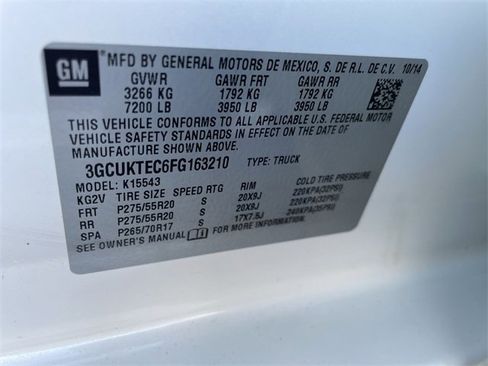 GM
MFD BY GENERAL MOTORS DE MEXICO, S. DE R.L. DE C.V. 10/14
GVWR GAWR FRT GAWR RR
3266 KG 1792 KG 1792 KG
7200 LB 3950 LB 3950 LB
THIS VEHICLE CONFORMS TO ALL APPLICABLE U.S. FEDERAL MOTOR
VEHICLE SAFETY STANDARDS IN EFFECT ON THE DATE OF
MANUFACTURE SHOWN ABOVE.
3GCUKTEC6FG163210 TYPE: TRUCK
MODEL: K15543
KG2V TIRE SIZE SPEED RTG RIM COLD TIRE PRESSURE
FRT P275/55R20 S 20X9J 220KPA(32PSI)
RR P275/55R20 S 20X9J 220KPA(32PSI)
SPA P265/70R17 S 17X7.5J 240KPA(35PSI)
SEE OWNER'S MANUAL FOR ADDITIONAL INFORMATION.